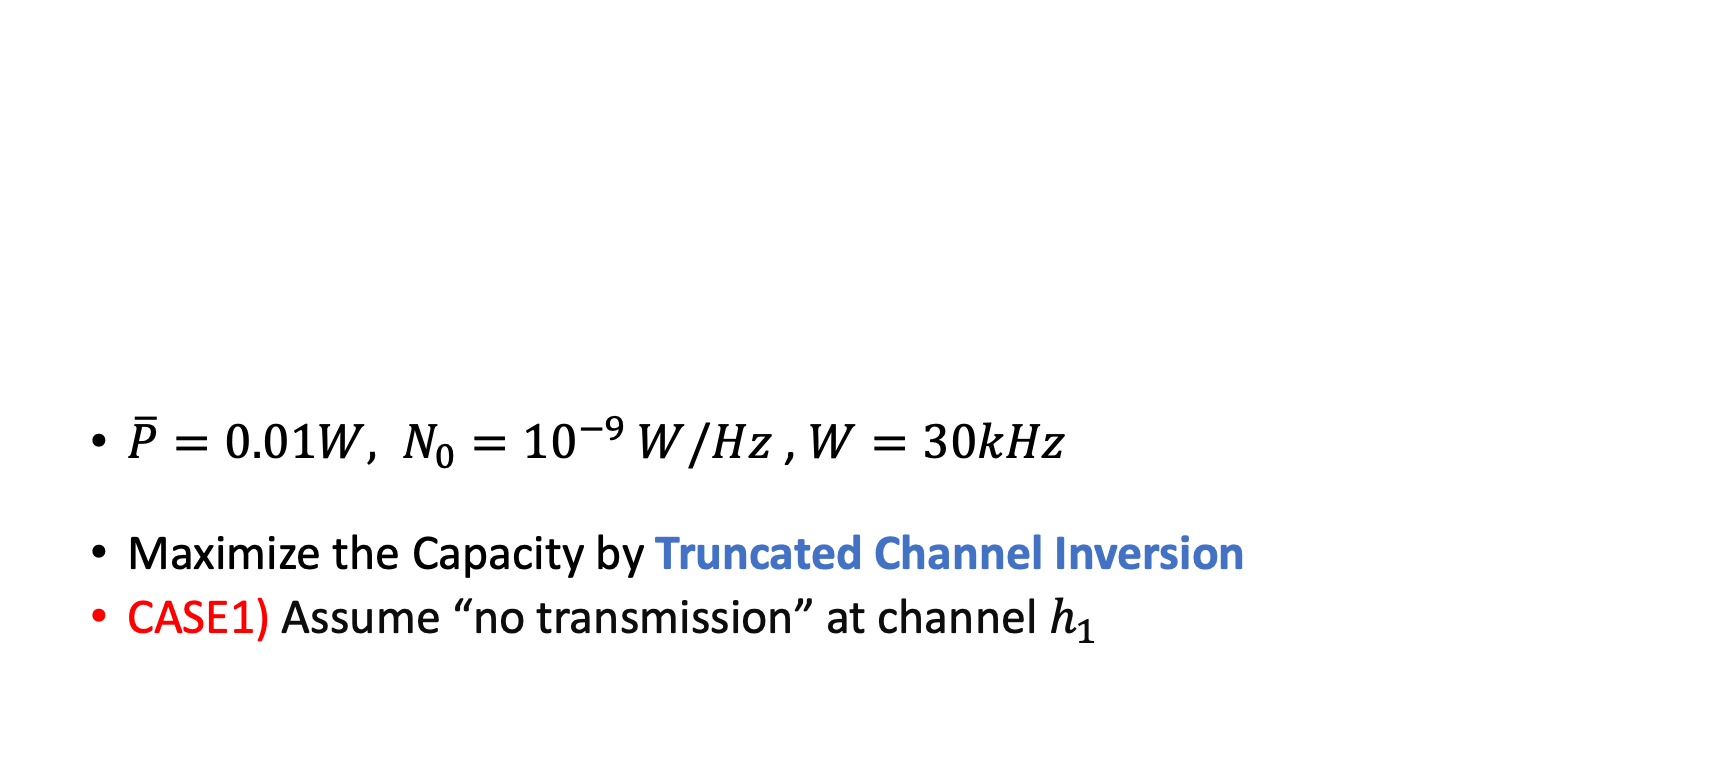 • P̄ = 0.01W, N₀ = 10⁻⁹ W/Hz , W = 30kHz
• Maximize the Capacity by Truncated Channel Inversion
• CASE1) Assume “no transmission” at channel h₁